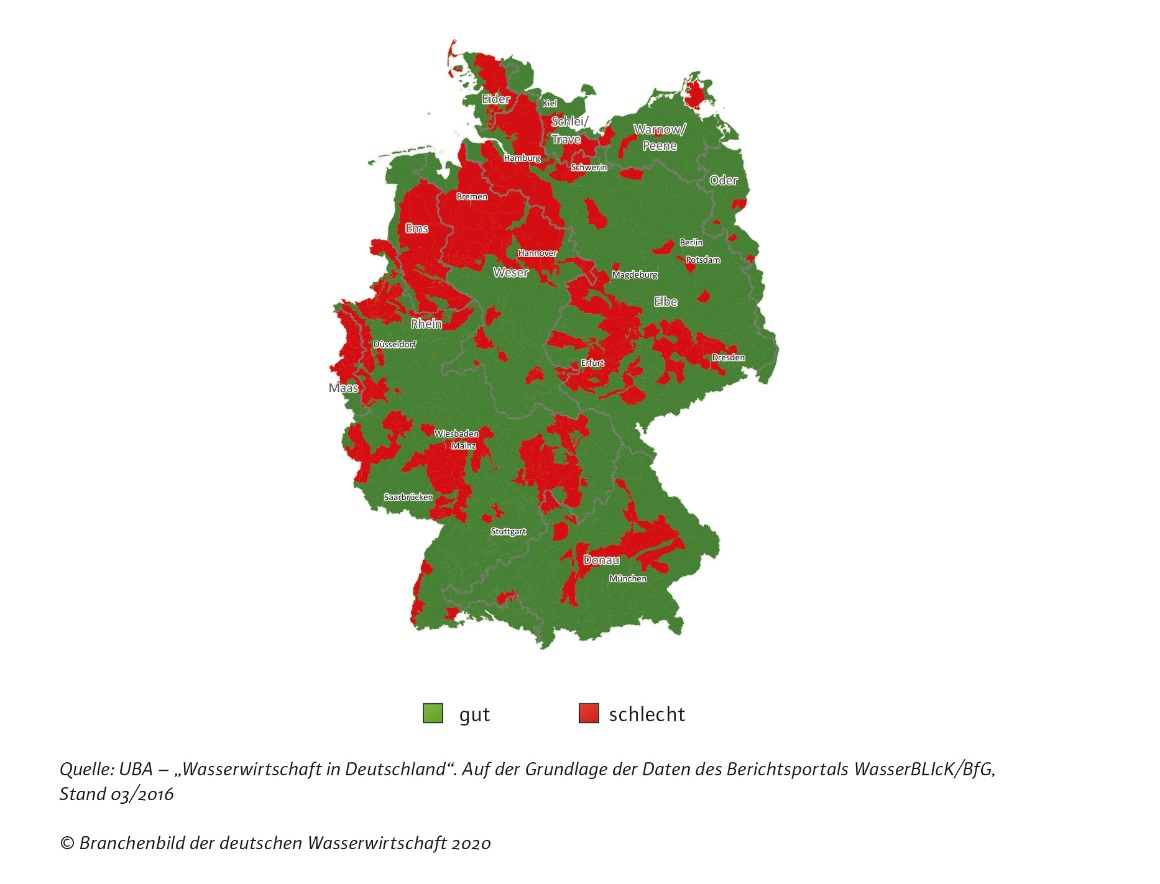 Eider
Kiel
Schlei/
Trave
Warnow/
Peene
Hamburg
Schwerin
Oder
Bremen
Ems
Berlin
Hannover
Potsdam
Weser
Magdeburg
Elbe
Rhein
Düsseldorf
Dresden
Erfurt
Maas
Wiesbaden
Mainz
Saarbrücken
Stuttgart
Donau
München
gut schlecht
Quelle: UBA – „Wasserwirtschaft in Deutschland“. Auf der Grundlage der Daten des Berichtsportals WasserBLIcK/BfG,
Stand 03/2016
© Branchenbild der deutschen Wasserwirtschaft 2020